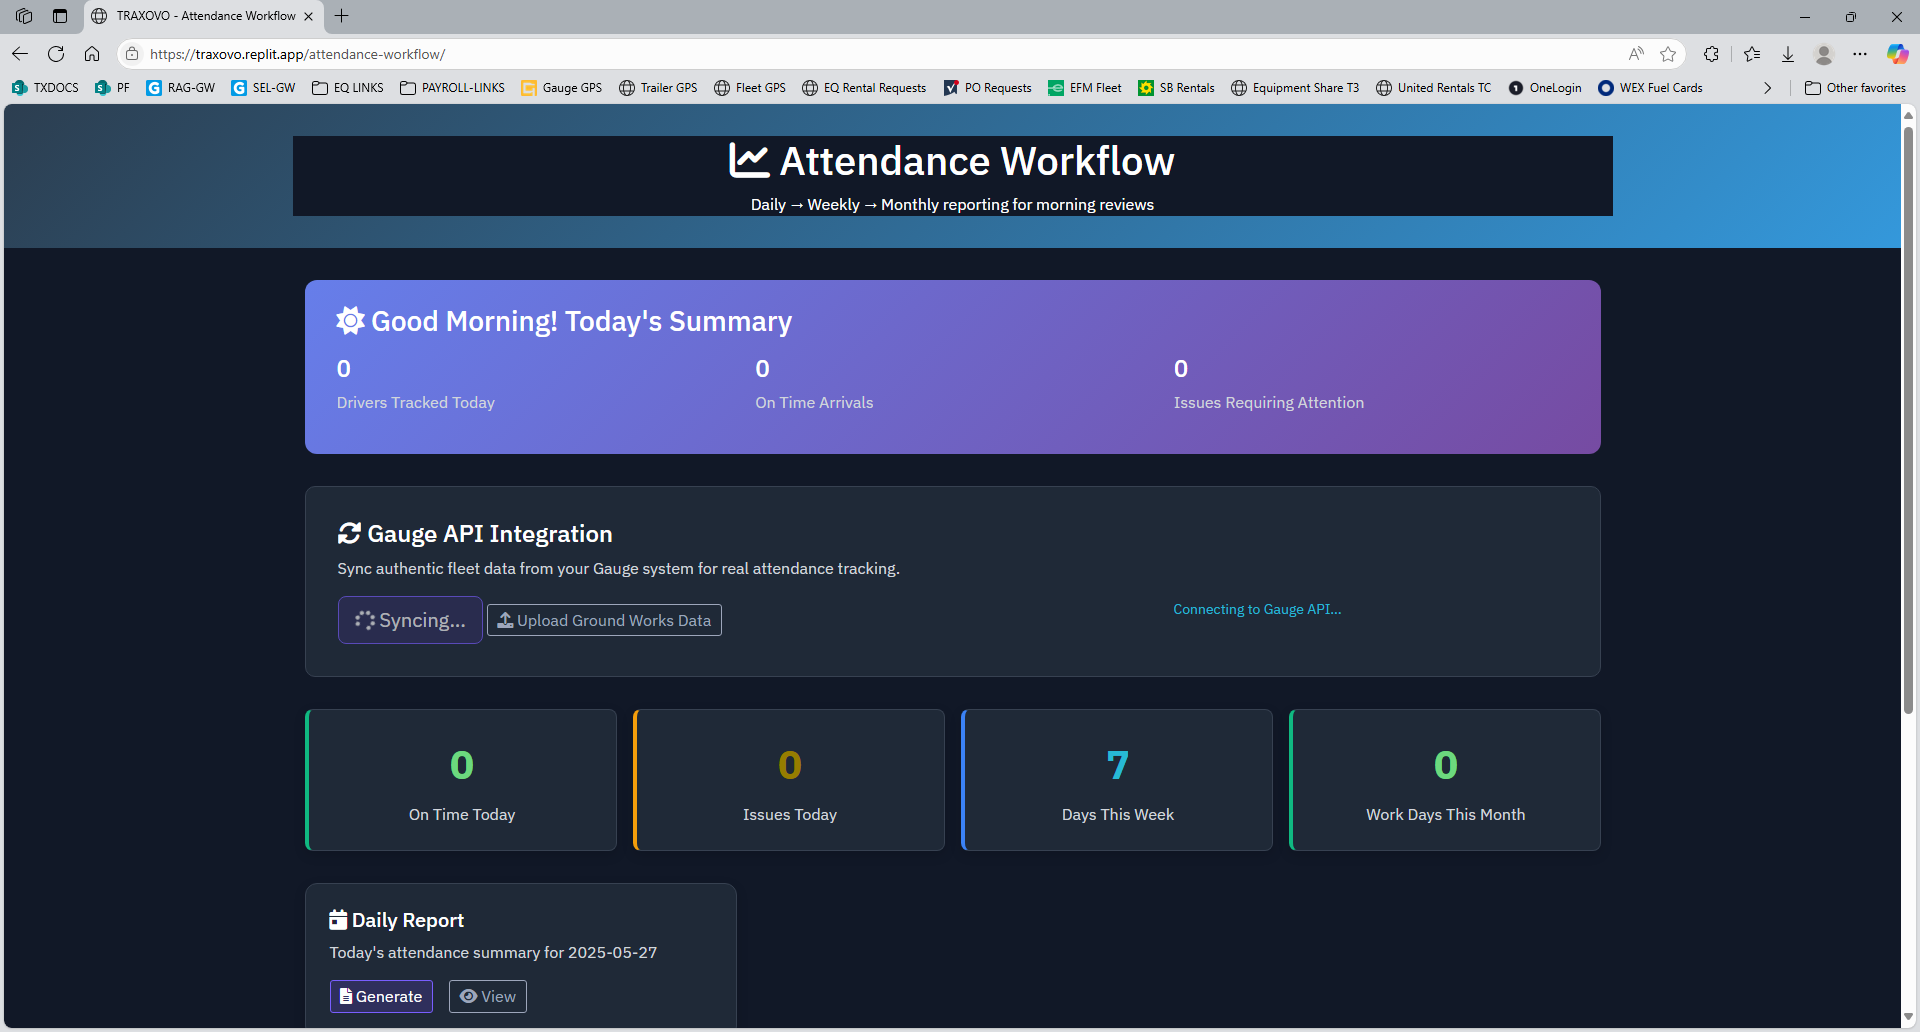 TRAXOVO - Attendance Workflow
https://traxovo.replit.app/attendance-workflow/
TXDOCS
PF
RAG-GW
SEL-GW
EQ LINKS
PAYROLL-LINKS
Gauge GPS
Trailer GPS
Fleet GPS
EQ Rental Requests
PO Requests
EFM Fleet
SB Rentals
Equipment Share T3
United Rentals TC
OneLogin
WEX Fuel Cards
Other favorites
Attendance Workflow
Daily → Weekly → Monthly reporting for morning reviews
Good Morning! Today's Summary
0
Drivers Tracked Today
0
On Time Arrivals
0
Issues Requiring Attention
Gauge API Integration
Sync authentic fleet data from your Gauge system for real attendance tracking.
Syncing...
Upload Ground Works Data
Connecting to Gauge API...
0
On Time Today
0
Issues Today
7
Days This Week
0
Work Days This Month
Daily Report
Today's attendance summary for 2025-05-27
Generate
View